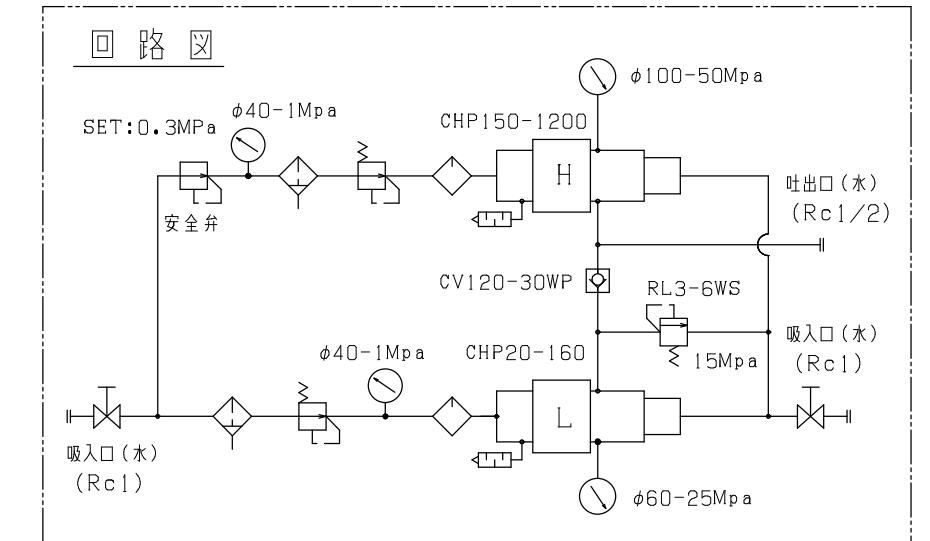 回路図
φ100-50Mpa
φ40-1Mpa
CHP150-1200
SET:0.3MPa
H
吐出口(水)
(Rc1/2)
安全弁
CV120-30WP
RL3-6WS
吸入口(水)
(Rc1)
φ40-1Mpa
CHP20-160
15Mpa
L
吸入口(水)
(Rc1)
φ60-25Mpa